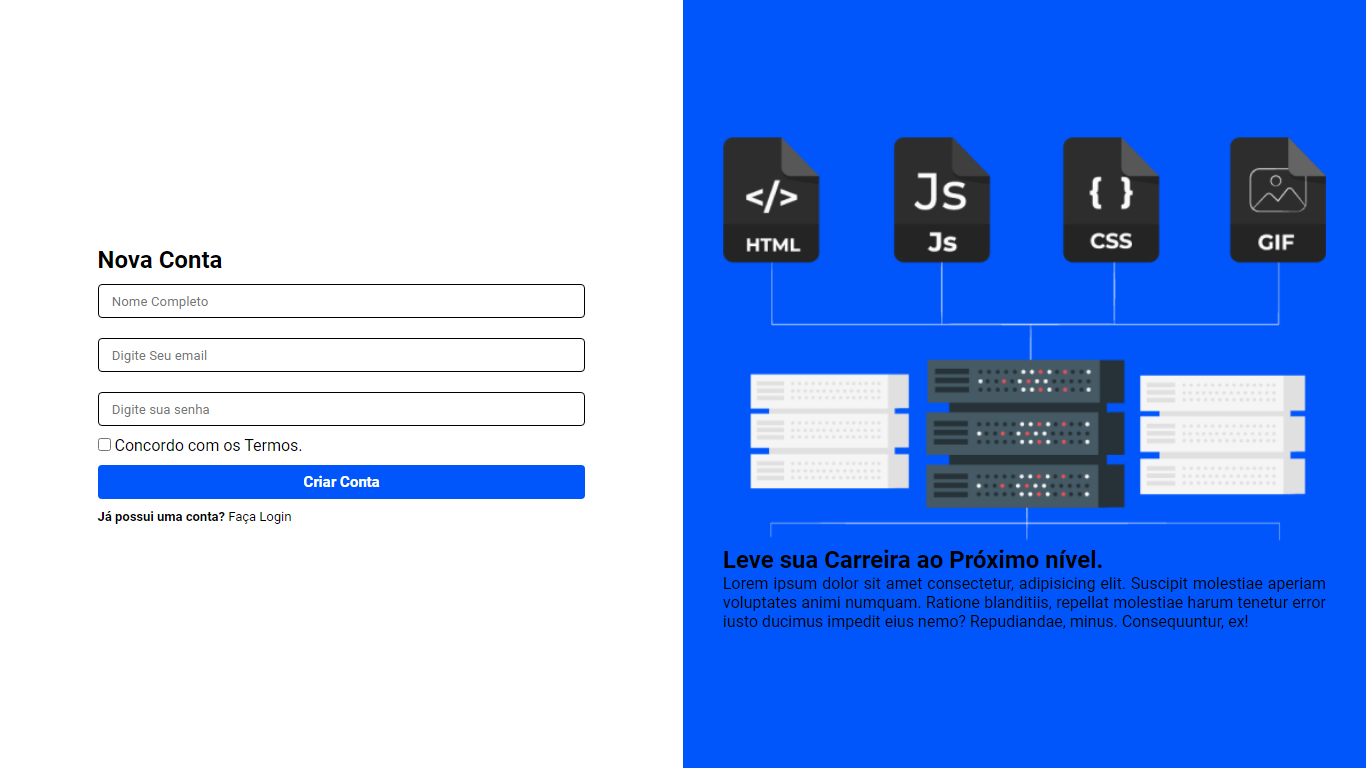 Nova Conta
Nome Completo
Digite Seu email
Digite sua senha
Concordo com os Termos.
Criar Conta
Já possui uma conta? Faça Login
</>
HTML
Js
Js
{ }
CSS
GIF
Leve sua Carreira ao Próximo nível.
Lorem ipsum dolor sit amet consectetur, adipisicing elit. Suscipit molestiae aperiam
voluptates animi numquam. Ratione blanditiis, repellat molestiae harum tenetur error
iusto ducimus impedit eius nemo? Repudiandae, minus. Consequuntur, ex!